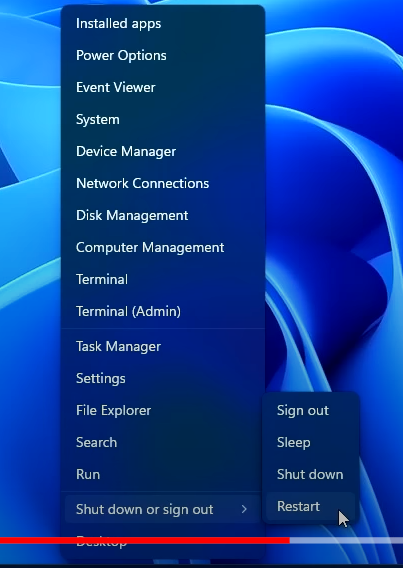 Installed apps
Power Options
Event Viewer
System
Device Manager
Network Connections
Disk Management
Computer Management
Terminal
Terminal (Admin)
Task Manager
Settings
File Explorer
Search
Run
Shut down or sign out
Desktop
Sign out
Sleep
Shut down
Restart